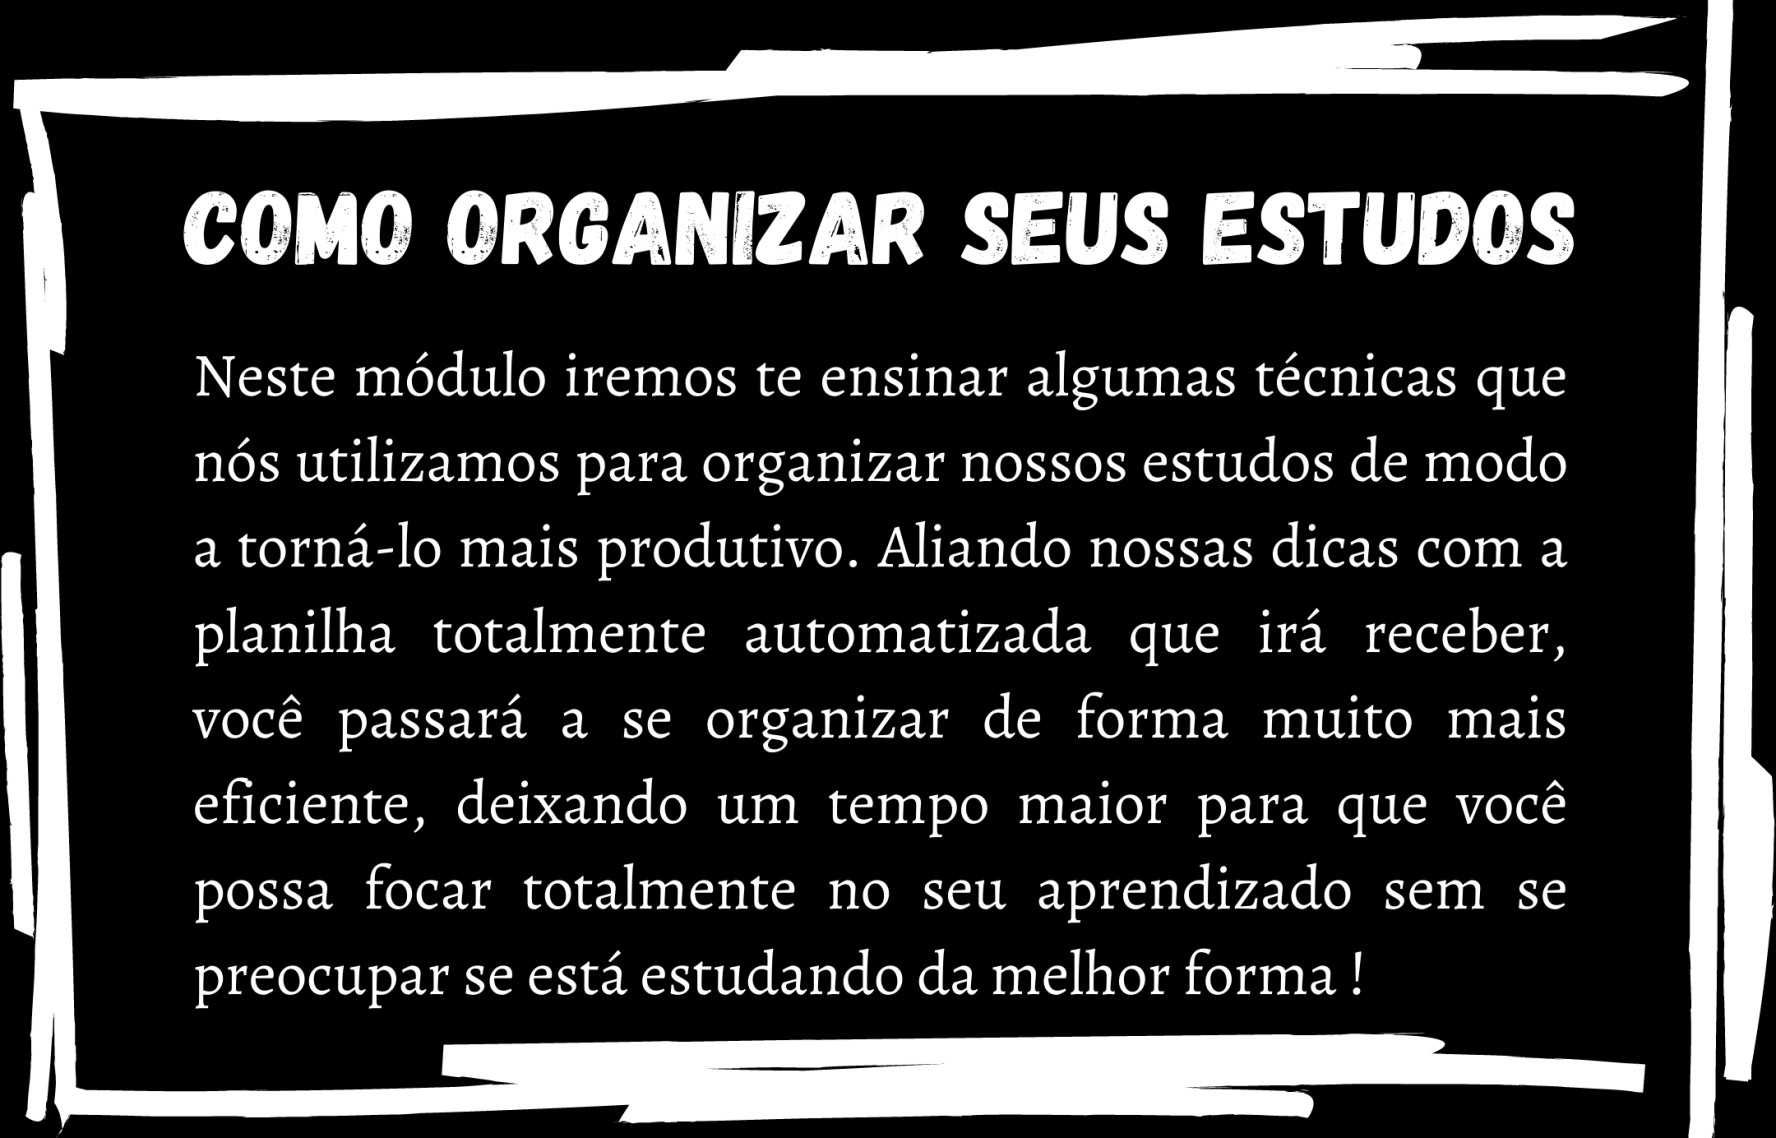 COMO ORGANIZAR SEUS ESTUDOS
Neste módulo iremos te ensinar algumas técnicas que
nós utilizamos para organizar nossos estudos de modo
a torná-lo mais produtivo. Aliando nossas dicas com a
planilha totalmente automatizada que irá receber,
você passará a se organizar de forma muito mais
eficiente, deixando um tempo maior para que você
possa focar totalmente no seu aprendizado sem se
preocupar se está estudando da melhor forma !